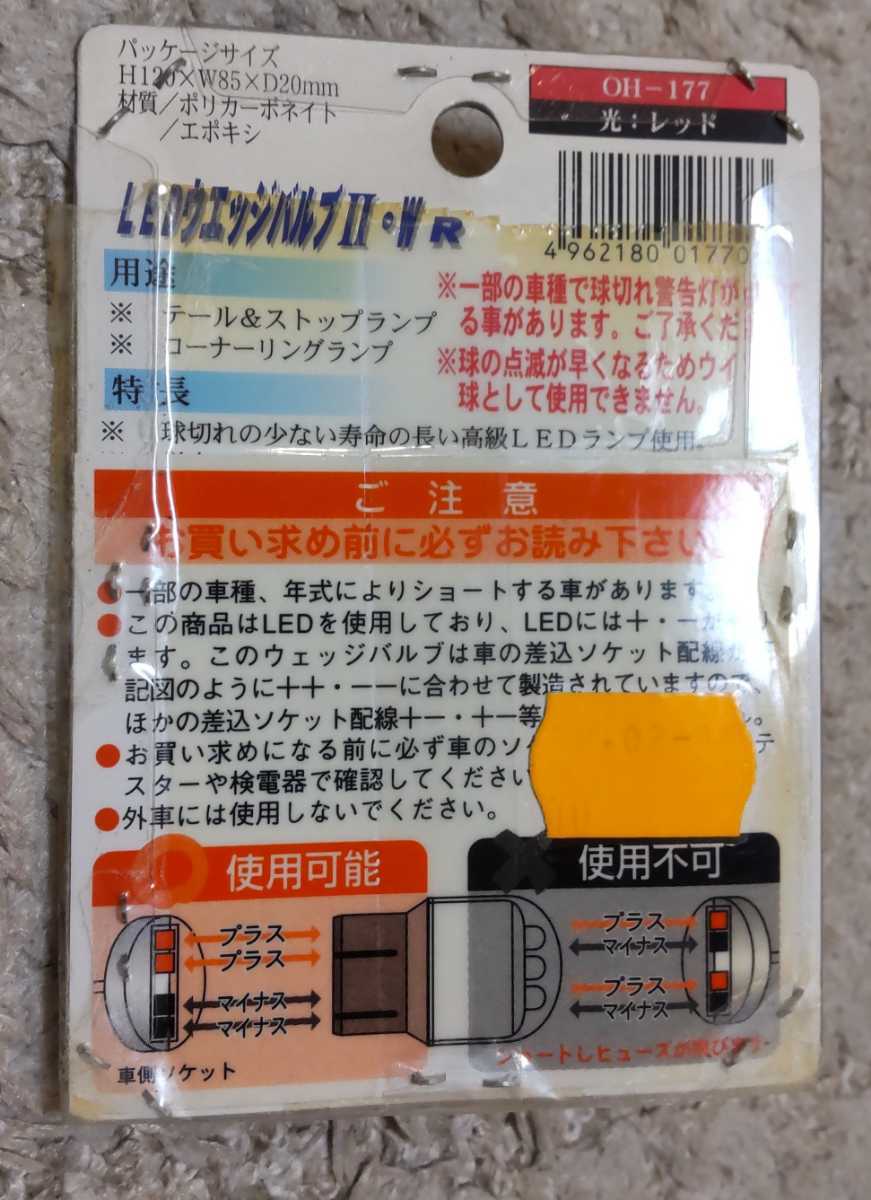 パッケージサイズ
H120×W85×D20mm
材質／ポリカーボネイト
／エポキシ
OH-177
光：レッド
4 962180 01770
LEDウエッジバルブⅡ・W R
用途
※ テール＆ストップランプ
※ コーナーリングランプ
特長
※ 球切れの少ない寿命の長い高級LEDランプ使用。
※一部の車種で球切れ警告灯が
る事があります。ご了承くだ
※球の点滅が早くなるためウイ
球として使用できません。
ご注意
お買い求め前に必ずお読み下さい
●一部の車種、年式によりショートする車があります。
●この商品はLEDを使用しており、LEDには＋・ーが
ます。このウェッジバルブは車の差込ソケット配線が
記図のように＋＋・ーーに合わせて製造されていますので、
ほかの差込ソケット配線＋ー・＋ー等
●お買い求めになる前に必ず車のソ テ
スターや検電器で確認してください
●外車には使用しないでください。
使用可能
使用不可
プラス
プラス
マイナス
マイナス
プラス
マイナス
プラス
マイナス
車側ソケット
ショートしヒューズが飛びます。